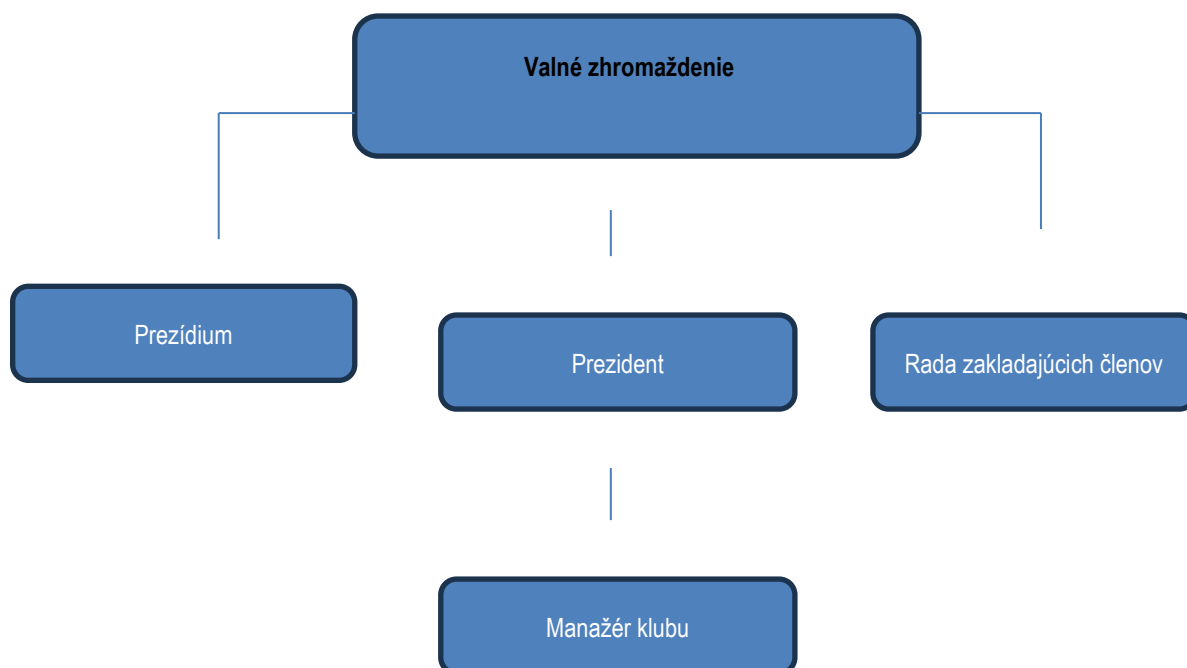 Valné zhromaždenie
Prezídium
Prezident
Rada zakladajúcich členov
Manažér klubu